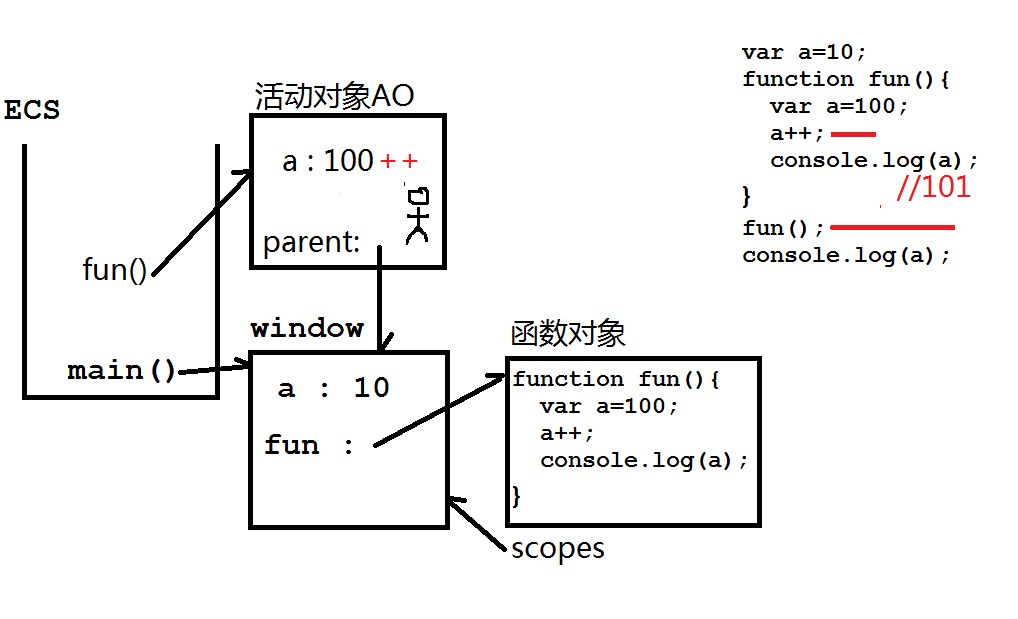 ECS
fun()
main()
活动对象AO
a : 100++
parent:
window
a : 10
fun :
函数对象
function fun(){
var a=100;
a++;
console.log(a);
}
scopes
var a=10;
function fun(){
var a=100;
a++;
console.log(a);
//101
}
fun();
console.log(a);